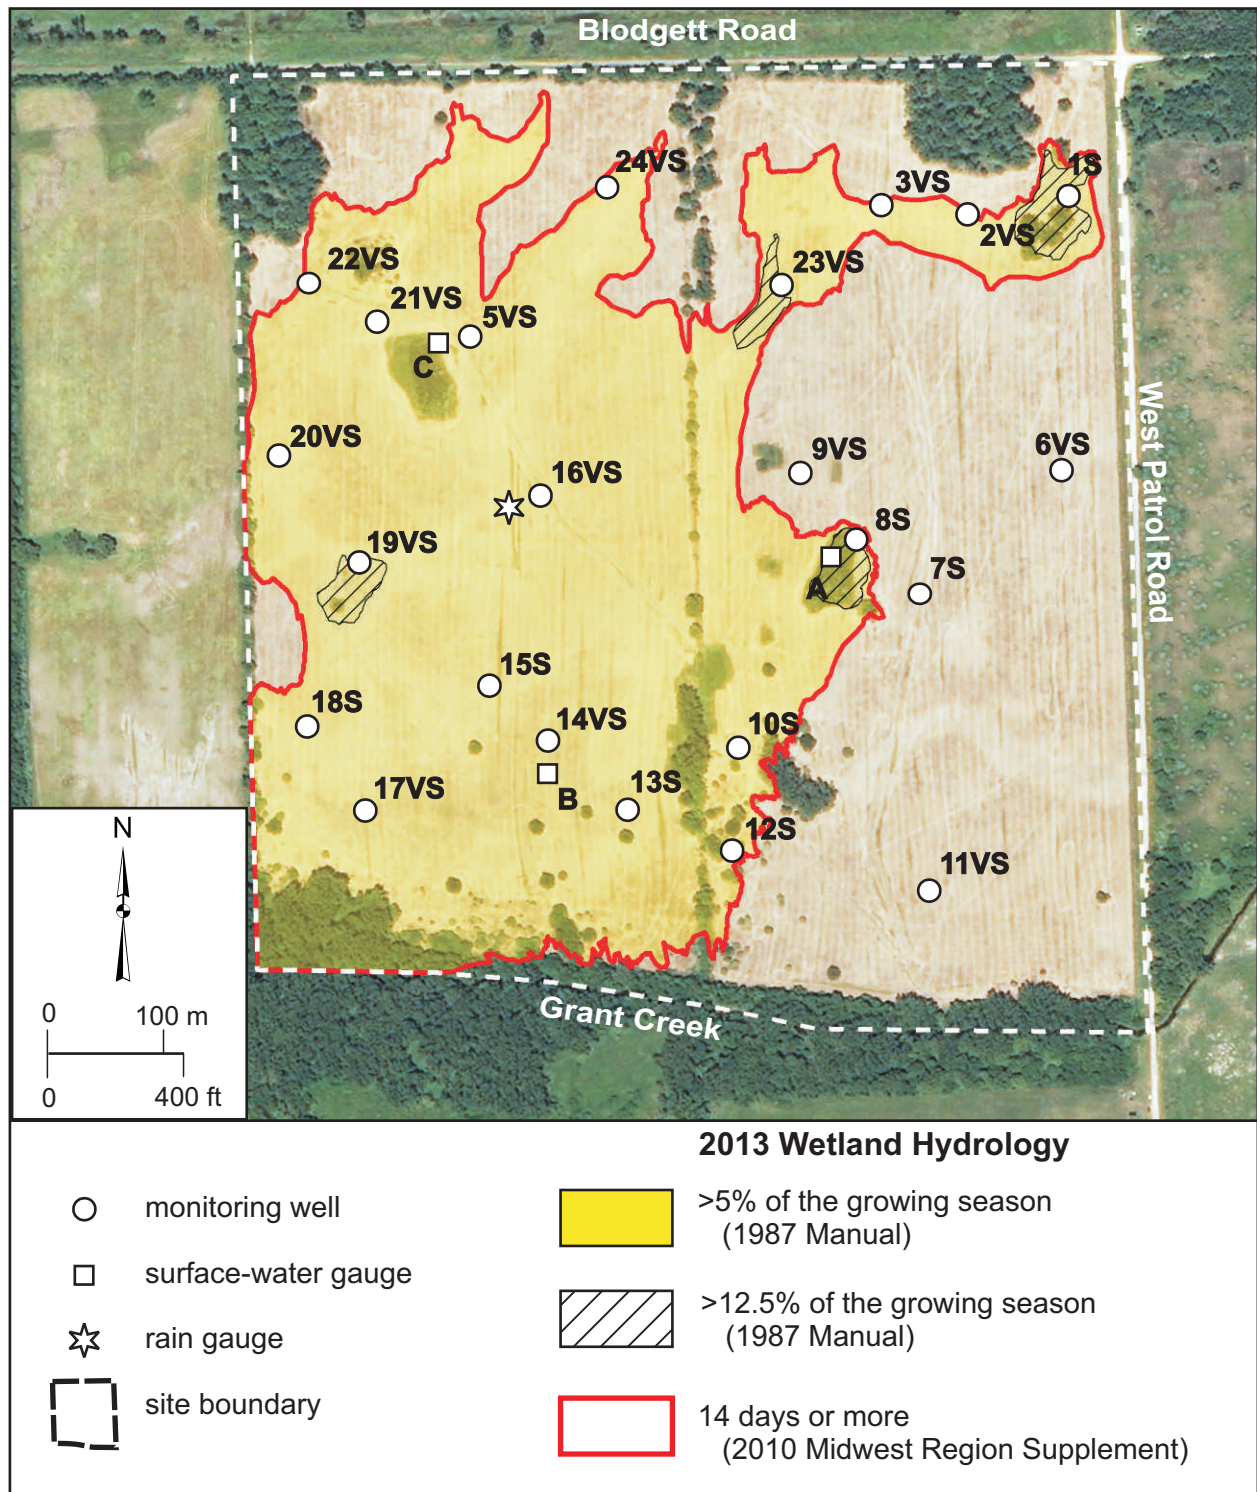 Blodgett Road
24VS
1S
3VS
2VS
22VS
23VS
21VS
5VS
C
West Patrol Road
20VS
9VS
6VS
16VS
8S
19VS
7S
A
15S
18S
14VS
10S
17VS
13S
B
12S
11VS
N
0 100 m
0 400 ft
Grant Creek
2013 Wetland Hydrology
monitoring well
surface-water gauge
rain gauge
site boundary
>5% of the growing season
(1987 Manual)
>12.5% of the growing season
(1987 Manual)
14 days or more
(2010 Midwest Region Supplement)